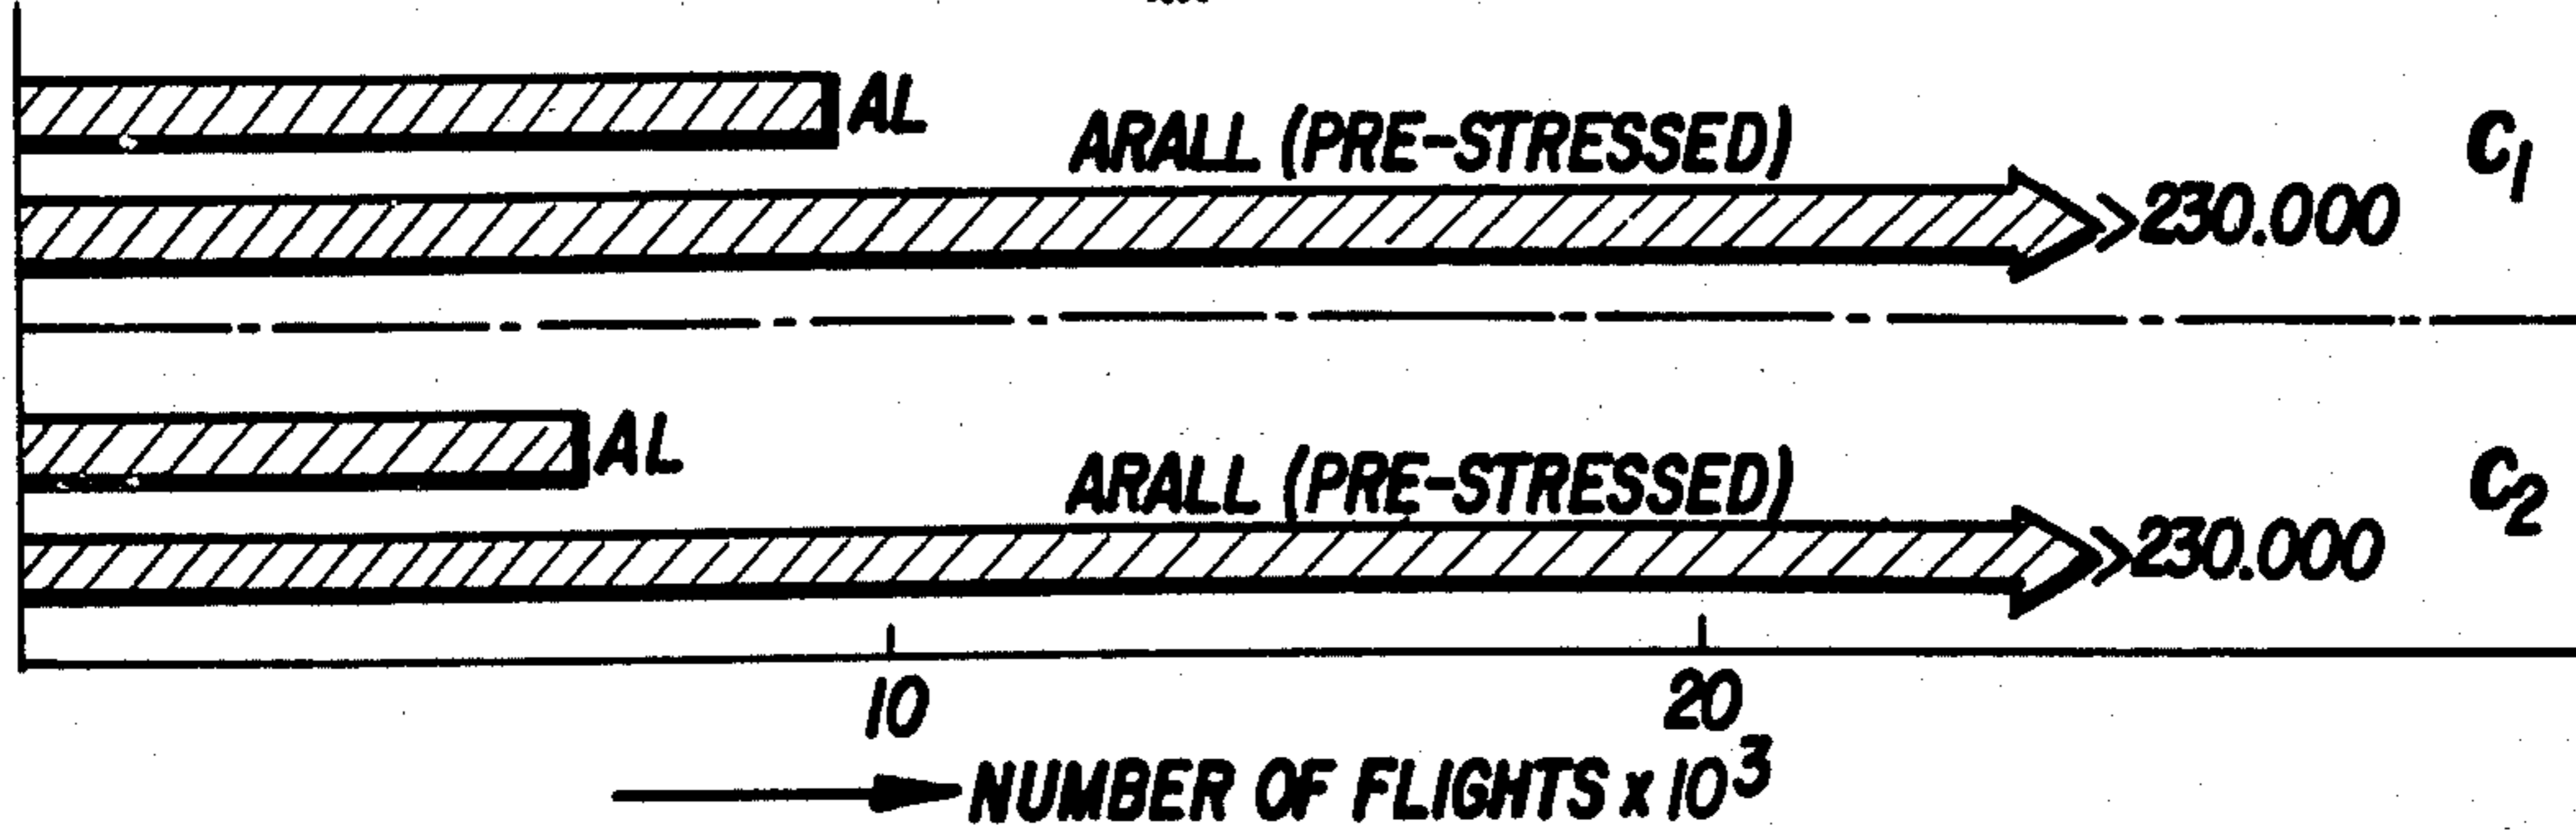 AL
ARALL (PRE-STRESSED)
C1
>230.000
AL
ARALL (PRE-STRESSED)
C2
>230.000
10 20
NUMBER OF FLIGHTS x 10³